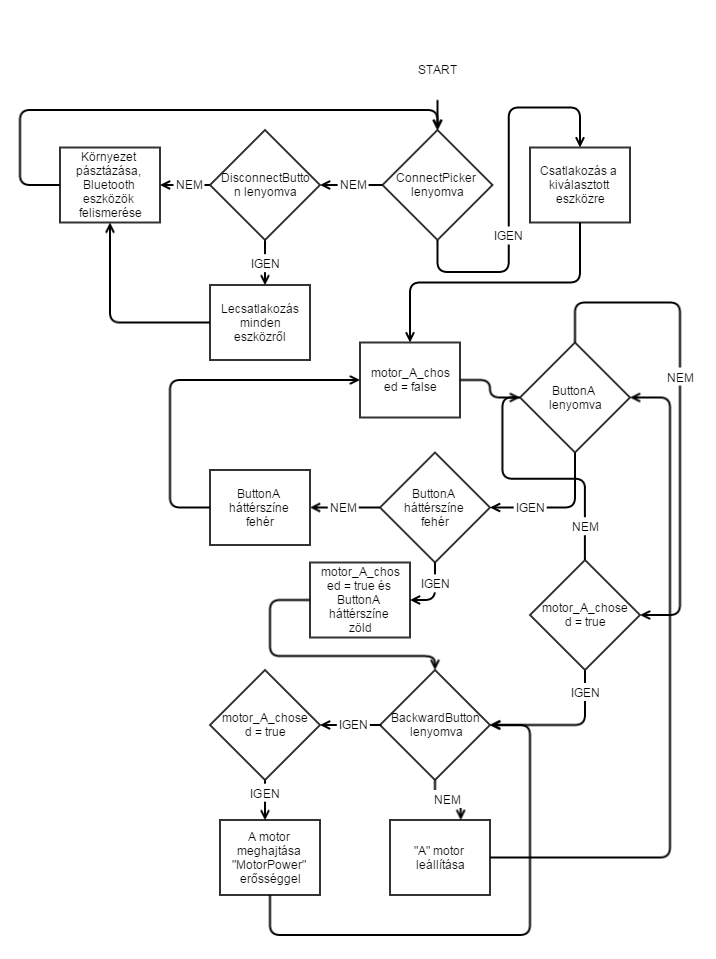 START
Környezet
pásztázása,
Bluetooth
eszközök
felismerése
NEM
DisconnectButto
n lenyomva
NEM
ConnectPicker
lenyomva
Csatlakozás a
kiválasztott
eszközre
IGEN
IGEN
Lecsatlakozás
minden
eszközről
motor_A_chos
ed = false
ButtonA
lenyomva
NEM
ButtonA
háttérszíne
fehér
NEM
ButtonA
háttérszíne
fehér
IGEN
NEM
IGEN
motor_A_chos
ed = true és
ButtonA
háttérszíne
zöld
motor_A_chose
d = true
IGEN
motor_A_chose
d = true
IGEN
BackwardButton
lenyomva
IGEN
NEM
A motor
meghajtása
"MotorPower"
erősséggel
"A" motor
leállítása